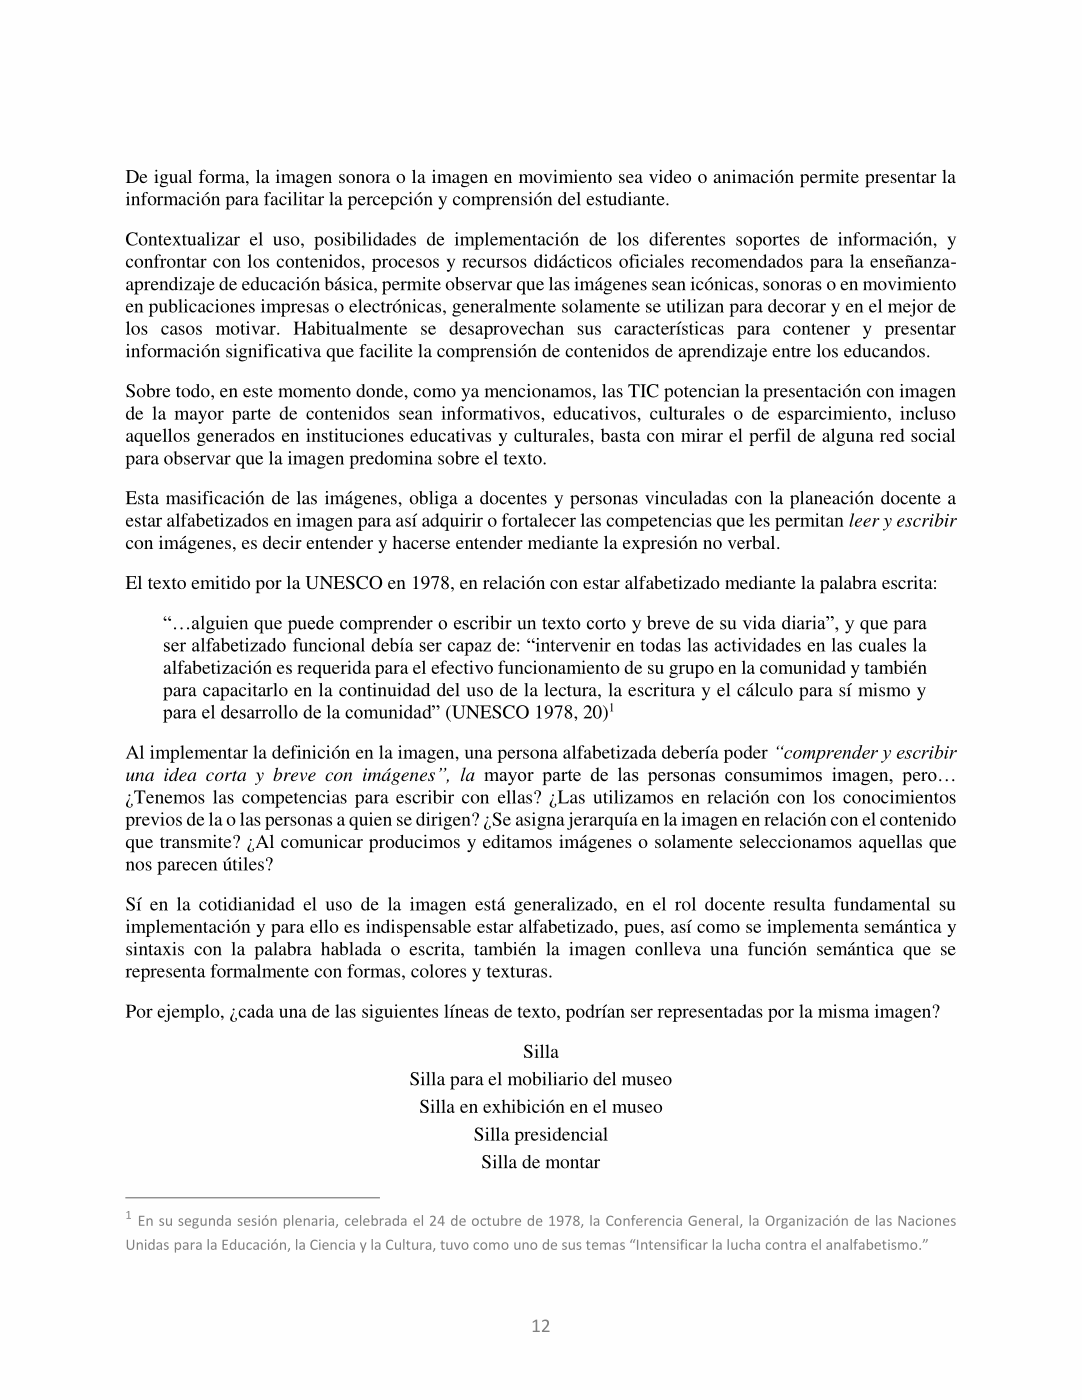 De igual forma, la imagen sonora o la imagen en movimiento sea video o animación permite presentar la
información para facilitar la percepción y comprensión del estudiante.
Contextualizar el uso, posibilidades de implementación de los diferentes soportes de información, y
confrontar con los contenidos, procesos y recursos didácticos oficiales recomendados para la enseñanza-
aprendizaje de educación básica, permite observar que las imágenes sean icónicas, sonoras o en movimiento
en publicaciones impresas o electrónicas, generalmente solamente se utilizan para decorar y en el mejor de
los casos motivar. Habitualmente se desaprovechan sus características para contener y presentar
información significativa que facilite la comprensión de contenidos de aprendizaje entre los educandos.
Sobre todo, en este momento donde, como ya mencionamos, las TIC potencian la presentación con imagen
de la mayor parte de contenidos sean informativos, educativos, culturales o de esparcimiento, incluso
aquellos generados en instituciones educativas y culturales, basta con mirar el perfil de alguna red social
para observar que la imagen predomina sobre el texto.
Esta masificación de las imágenes, obliga a docentes y personas vinculadas con la planeación docente a
estar alfabetizados en imagen para así adquirir o fortalecer las competencias que les permitan leer y escribir
con imágenes, es decir entender y hacerse entender mediante la expresión no verbal.
El texto emitido por la UNESCO en 1978, en relación con estar alfabetizado mediante la palabra escrita:
“…alguien que puede comprender o escribir un texto corto y breve de su vida diaria”, y que para
ser alfabetizado funcional debía ser capaz de: “intervenir en todas las actividades en las cuales la
alfabetización es requerida para el efectivo funcionamiento de su grupo en la comunidad y también
para capacitarlo en la continuidad del uso de la lectura, la escritura y el cálculo para sí mismo y
para el desarrollo de la comunidad” (UNESCO 1978, 20)1
Al implementar la definición en la imagen, una persona alfabetizada debería poder “comprender y escribir
una idea corta y breve con imágenes”, la mayor parte de las personas consumimos imagen, pero…
¿Tenemos las competencias para escribir con ellas? ¿Las utilizamos en relación con los conocimientos
previos de la o las personas a quien se dirigen? ¿Se asigna jerarquía en la imagen en relación con el contenido
que transmite? ¿Al comunicar producimos y editamos imágenes o solamente seleccionamos aquellas que
nos parecen útiles?
Sí en la cotidianidad el uso de la imagen está generalizado, en el rol docente resulta fundamental su
implementación y para ello es indispensable estar alfabetizado, pues, así como se implementa semántica y
sintaxis con la palabra hablada o escrita, también la imagen conlleva una función semántica que se
representa formalmente con formas, colores y texturas.
Por ejemplo, ¿cada una de las siguientes líneas de texto, podrían ser representadas por la misma imagen?
Silla
Silla para el mobiliario del museo
Silla en exhibición en el museo
Silla presidencial
Silla de montar
1 En su segunda sesión plenaria, celebrada el 24 de octubre de 1978, la Conferencia General, la Organización de las Naciones
Unidas para la Educación, la Ciencia y la Cultura, tuvo como uno de sus temas “Intensificar la lucha contra el analfabetismo.”
12